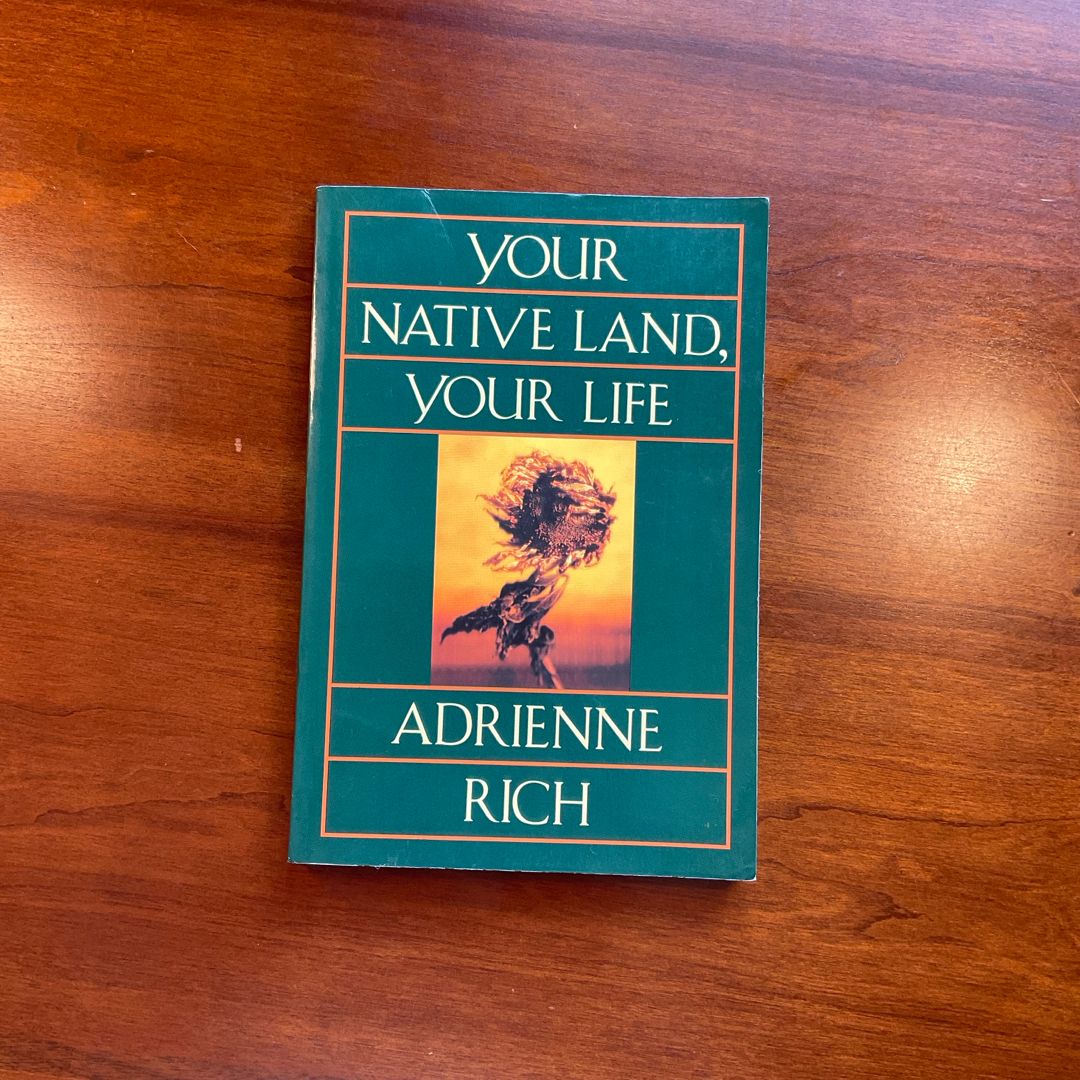 YOUR
NATIVE LAND,
YOUR LIFE
ADRIENNE
RICH